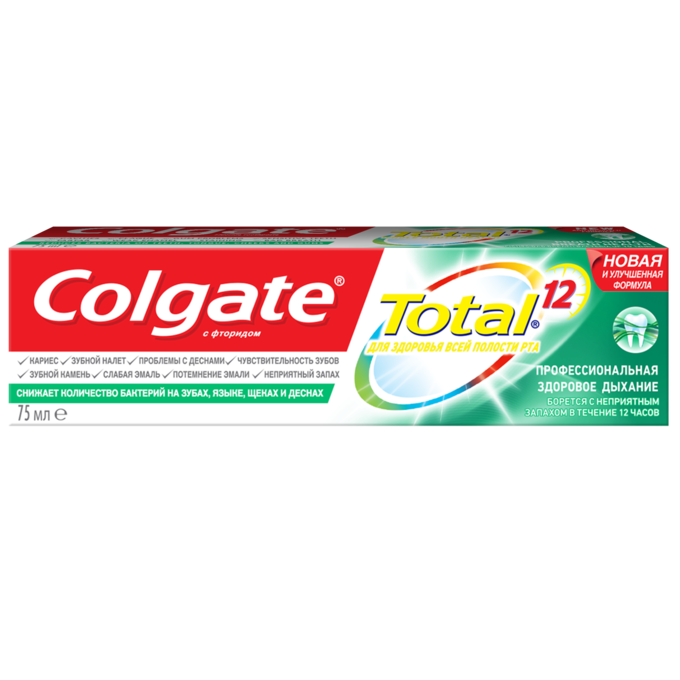 Colgate®
с фторидом
✓ КАРИЕС ✓ ЗУБНОЙ НАЛЕТ ✓ ПРОБЛЕМЫ С ДЕСНАМИ ✓ ЧУВСТВИТЕЛЬНОСТЬ ЗУБОВ
✓ ЗУБНОЙ КАМЕНЬ ✓ СЛАБАЯ ЭМАЛЬ ✓ ПОТЕМНЕНИЕ ЭМАЛИ ✓ НЕПРИЯТНЫЙ ЗАПАХ
СНИЖАЕТ КОЛИЧЕСТВО БАКТЕРИЙ НА ЗУБАХ, ЯЗЫКЕ, ЩЕКАХ И ДЕСНАХ
75 МЛ ℮
Total®12
ДЛЯ ЗДОРОВЬЯ ВСЕЙ ПОЛОСТИ РТА
НОВАЯ
И УЛУЧШЕННАЯ
ФОРМУЛА
ПРОФЕССИОНАЛЬНАЯ
ЗДОРОВОЕ ДЫХАНИЕ
БОРЕТСЯ С НЕПРИЯТНЫМ
ЗАПАХОМ В ТЕЧЕНИЕ 12 ЧАСОВ